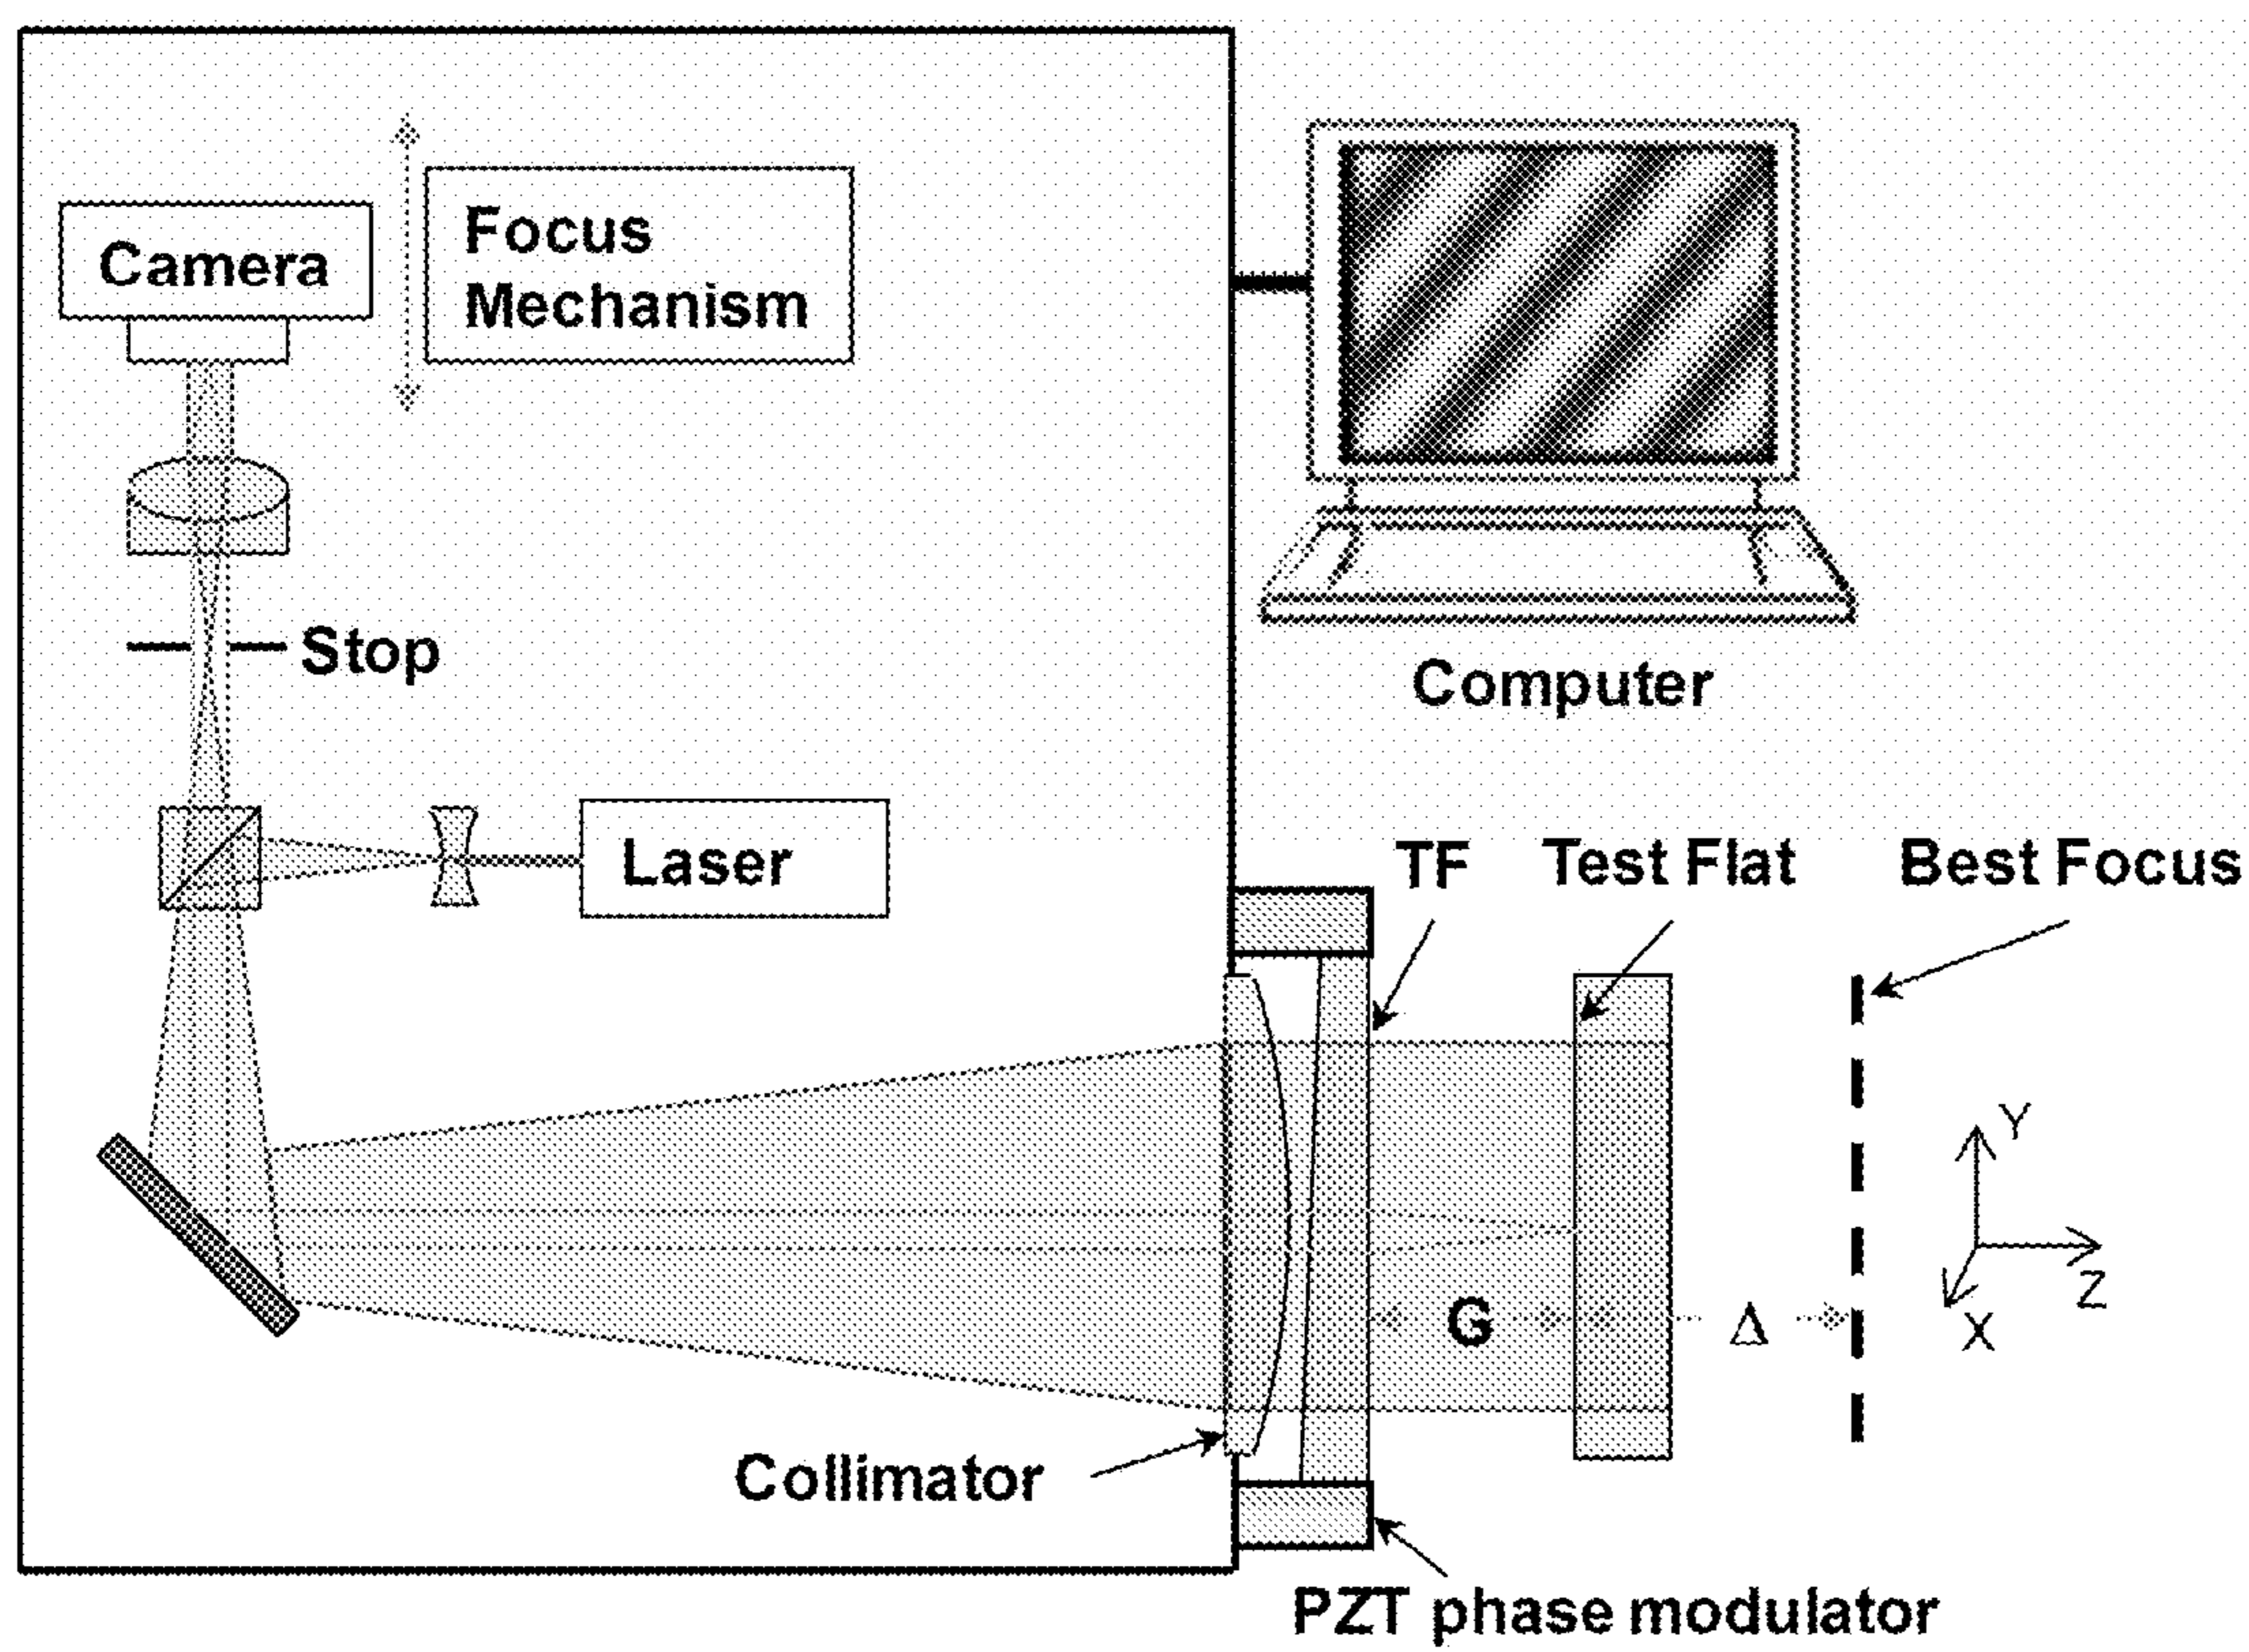 Camera
Focus
Mechanism
Stop
Computer
Laser
TF
Test Flat
Best Focus
Y
Z
X
G
Δ
Collimator
PZT phase modulator